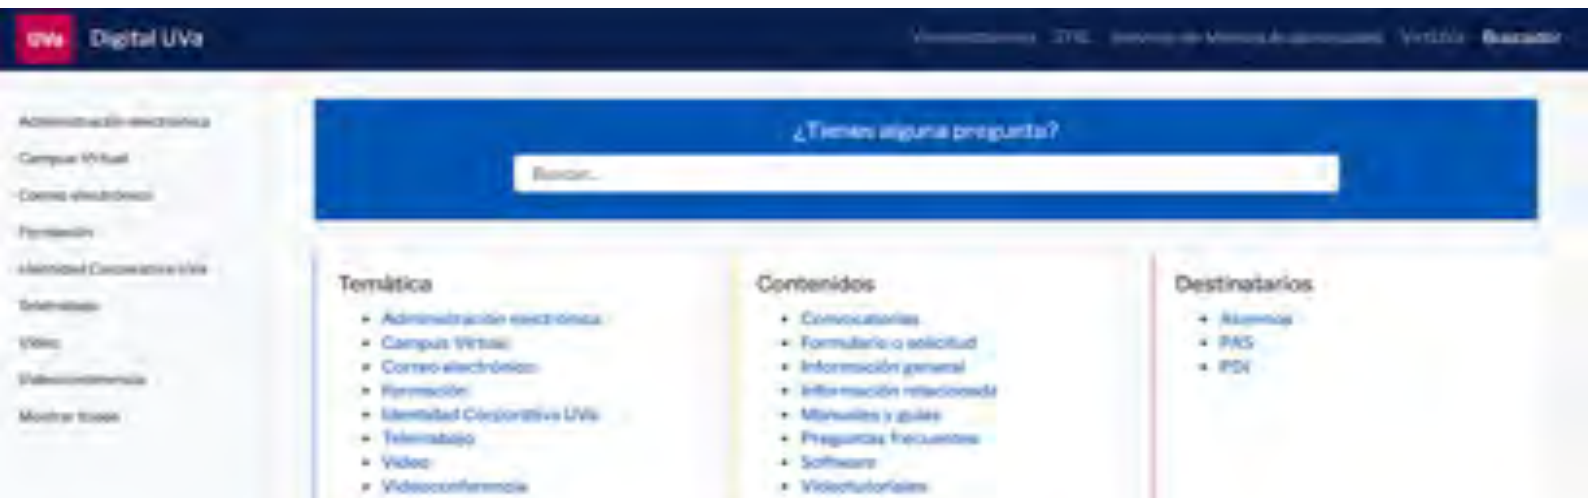 UVa Digital UVa
STIC VirtUVa Buscador
Administración electrónica
Campus Virtual
Correo electrónico
Formación
Identidad Corporativa UVa
Teletrabajo
Vídeo
Videoconferencia
Mostrar todas
¿Tienes alguna pregunta?
Buscar...
Temática
Administración electrónica
Campus Virtual
Correo electrónico
Formación
Identidad Corporativa UVa
Teletrabajo
Vídeo
Videoconferencia
Contenidos
Convocatorias
Formulario o solicitud
Información general
Información relacionada
Manuales y guías
Preguntas frecuentes
Software
Videotutoriales
Destinatarios
Alumnos
PAS
PDI